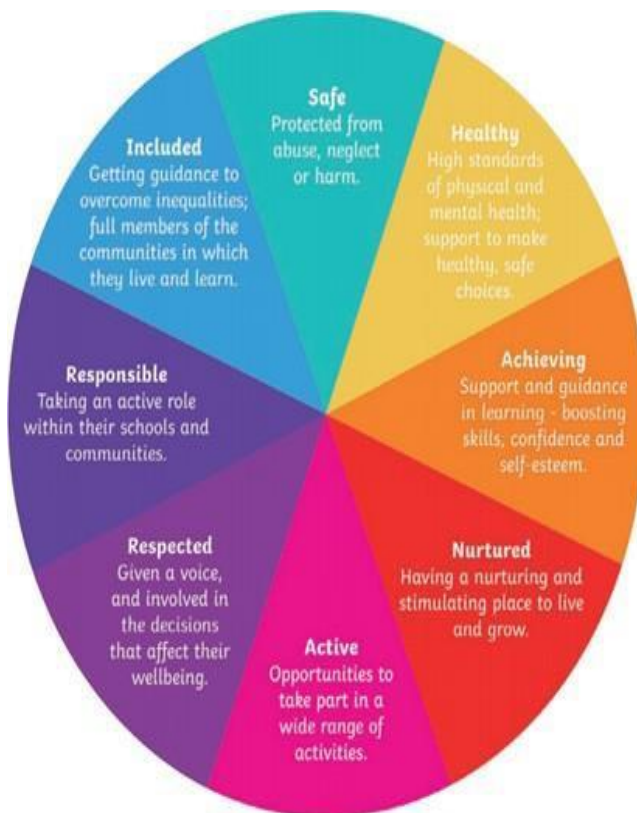 Safe
Protected from
abuse, neglect
or harm.
Healthy
High standards
of physical and
mental health;
support to make
healthy, safe
choices.
Achieving
Support and guidance
in learning - boosting
skills, confidence and
self-esteem.
Nurtured
Having a nurturing and
stimulating place to live
and grow.
Active
Opportunities to
take part in a
wide range of
activities.
Respected
Given a voice,
and involved in
the decisions
that affect their
wellbeing.
Responsible
Taking an active role
within their schools and
communities.
Included
Getting guidance to
overcome inequalities;
full members of the
communities in which
they live and learn.